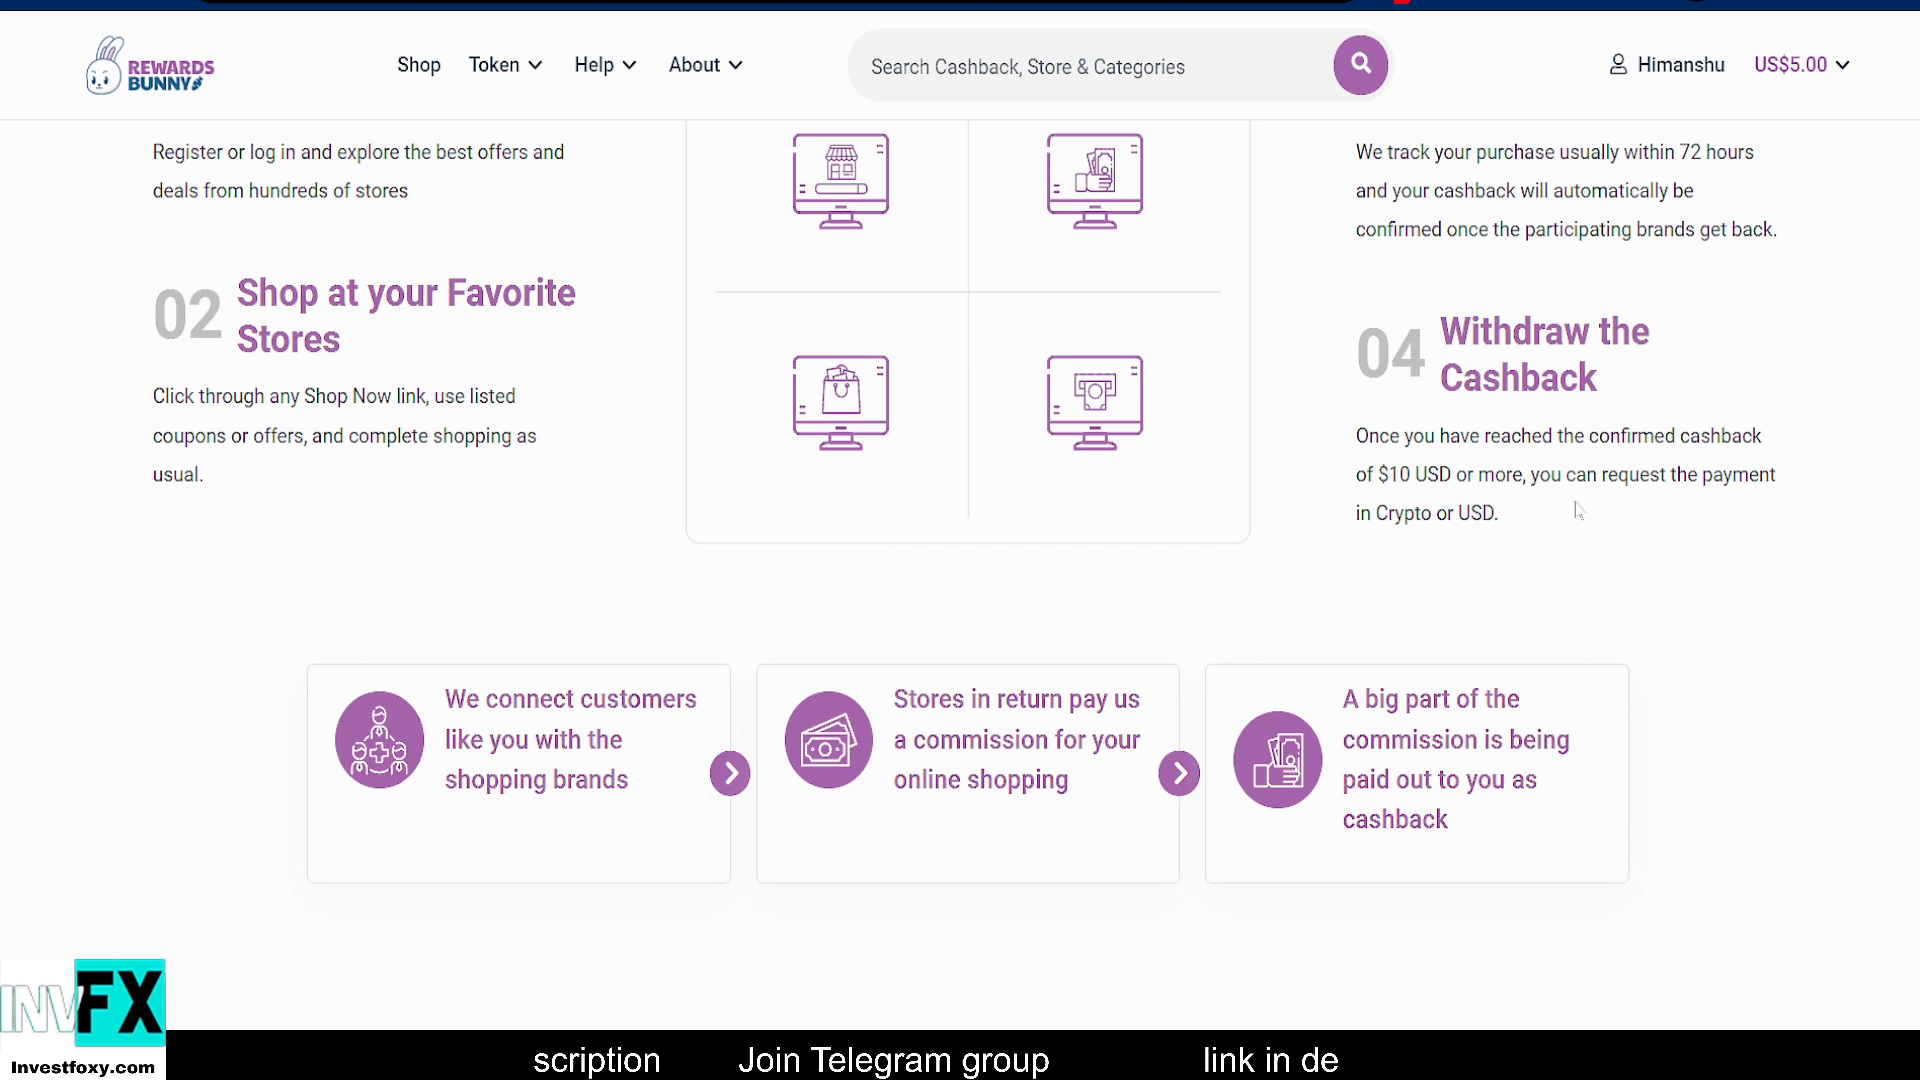 REWARDS
BUNNY
Shop Token Help About
Search Cashback, Store & Categories
Himanshu US$5.00
Register or log in and explore the best offers and
deals from hundreds of stores
02 Shop at your Favorite
Stores
Click through any Shop Now link, use listed
coupons or offers, and complete shopping as
usual.
We track your purchase usually within 72 hours
and your cashback will automatically be
confirmed once the participating brands get back.
04 Withdraw the
Cashback
Once you have reached the confirmed cashback
of $10 USD or more, you can request the payment
in Crypto or USD.
We connect customers
like you with the
shopping brands
Stores in return pay us
a commission for your
online shopping
A big part of the
commission is being
paid out to you as
cashback
INVFX
Investfoxy.com
scription Join Telegram group link in de